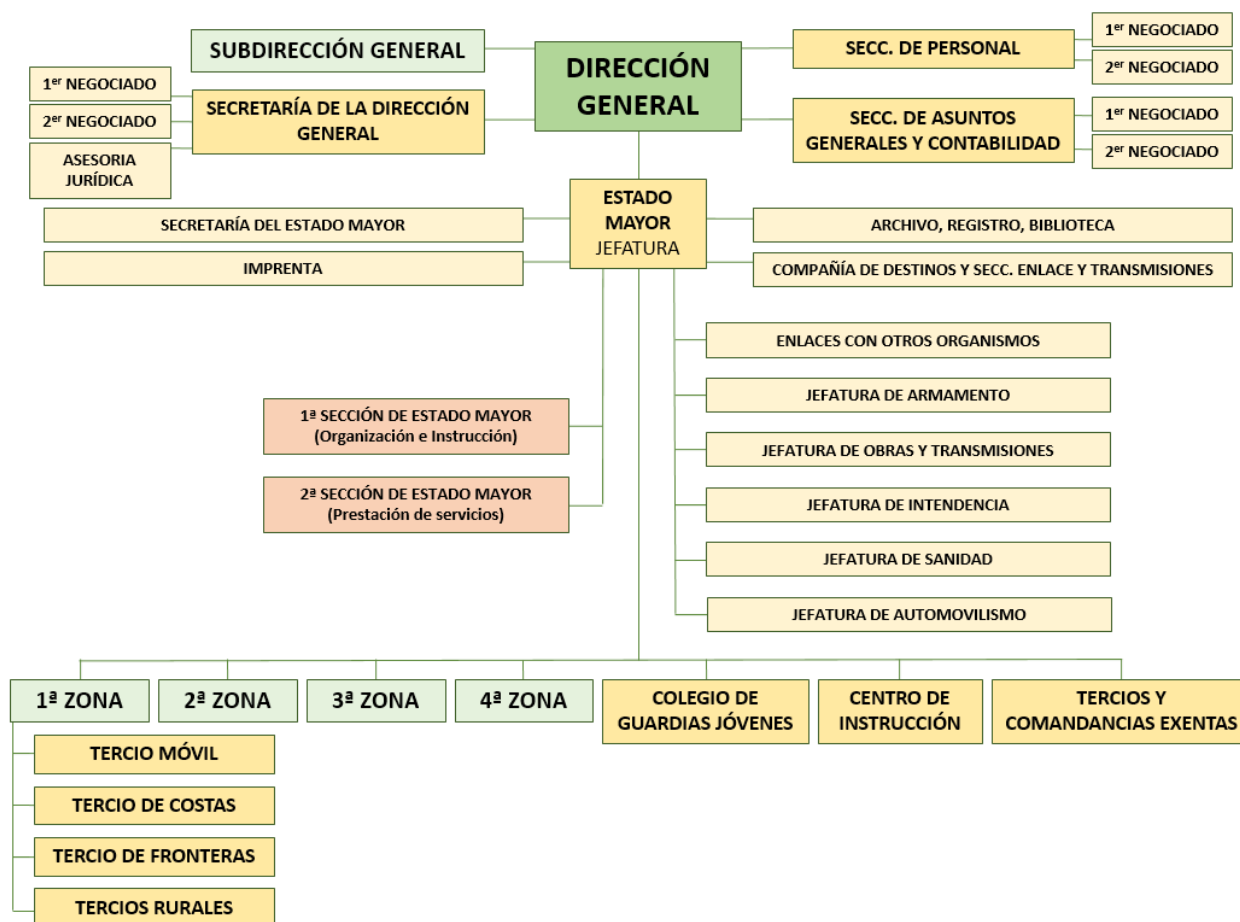 SUBDIRECCIÓN GENERAL
DIRECCIÓN
GENERAL
SECC. DE PERSONAL
1er NEGOCIADO
2er NEGOCIADO
1er NEGOCIADO
2er NEGOCIADO
ASESORIA
JURÍDICA
SECRETARÍA DE LA DIRECCIÓN
GENERAL
SECC. DE ASUNTOS
GENERALES Y CONTABILIDAD
1er NEGOCIADO
2er NEGOCIADO
ESTADO
MAYOR
JEFATURA
SECRETARÍA DEL ESTADO MAYOR
IMPRENTA
ARCHIVO, REGISTRO, BIBLIOTECA
COMPAÑÍA DE DESTINOS Y SECC. ENLACE Y TRANSMISIONES
ENLACES CON OTROS ORGANISMOS
JEFATURA DE ARMAMENTO
JEFATURA DE OBRAS Y TRANSMISIONES
JEFATURA DE INTENDENCIA
JEFATURA DE SANIDAD
JEFATURA DE AUTOMOVILISMO
1ª SECCIÓN DE ESTADO MAYOR
(Organización e Instrucción)
2ª SECCIÓN DE ESTADO MAYOR
(Prestación de servicios)
1ª ZONA
2ª ZONA
3ª ZONA
4ª ZONA
COLEGIO DE
GUARDIAS JÓVENES
CENTRO DE
INSTRUCCIÓN
TERCIOS Y
COMANDANCIAS EXENTAS
TERCIO MÓVIL
TERCIO DE COSTAS
TERCIO DE FRONTERAS
TERCIOS RURALES